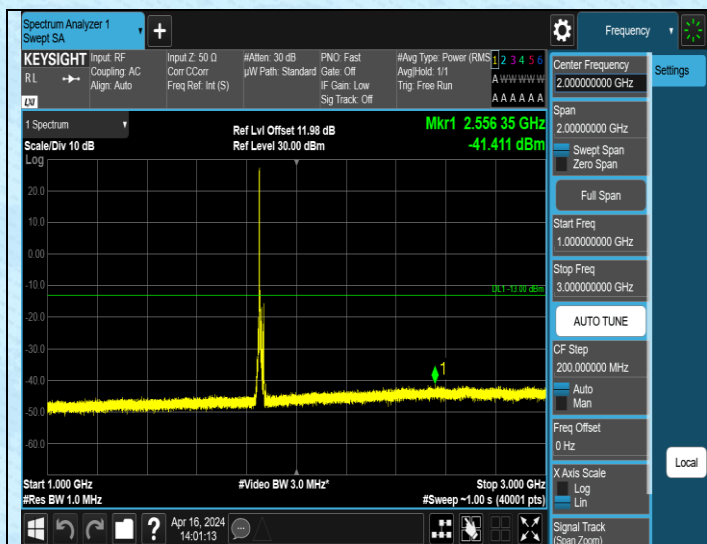 Spectrum Analyzer 1
Swept SA
+
Frequency
KEYSIGHT
R L
LXI
Input: RF
Coupling: AC
Align: Auto
Input Z: 50 Ω
Corr CCorr
Freq Ref: Int (S)
#Atten: 30 dB
µW Path: Standard
PNO: Fast
Gate: Off
IF Gain: Low
Sig Track: Off
#Avg Type: Power (RMS
Avg|Hold: 1/1
Trig: Free Run
1 2 3 4 5 6
A W W W W W
A A A A A A
1 Spectrum
Scale/Div 10 dB
Ref Lvl Offset 11.98 dB
Ref Level 30.00 dBm
Mkr1 2.556 35 GHz
-41.411 dBm
Log
20.0
10.0
0.00
-10.0
DL1 -13.00 dBm
-20.0
-30.0
-40.0
1
-50.0
-60.0
Start 1.000 GHz
#Res BW 1.0 MHz
#Video BW 3.0 MHz*
Stop 3.000 GHz
#Sweep ~1.00 s (40001 pts)
Apr 16, 2024
14:01:13
?
Center Frequency
2.000000000 GHz
Settings
Span
2.00000000 GHz
Swept Span
Zero Span
Full Span
Start Freq
1.000000000 GHz
Stop Freq
3.000000000 GHz
AUTO TUNE
CF Step
200.000000 MHz
Auto
Man
Freq Offset
0 Hz
X Axis Scale
Log
Lin
Local
Signal Track
(Span Zoom)